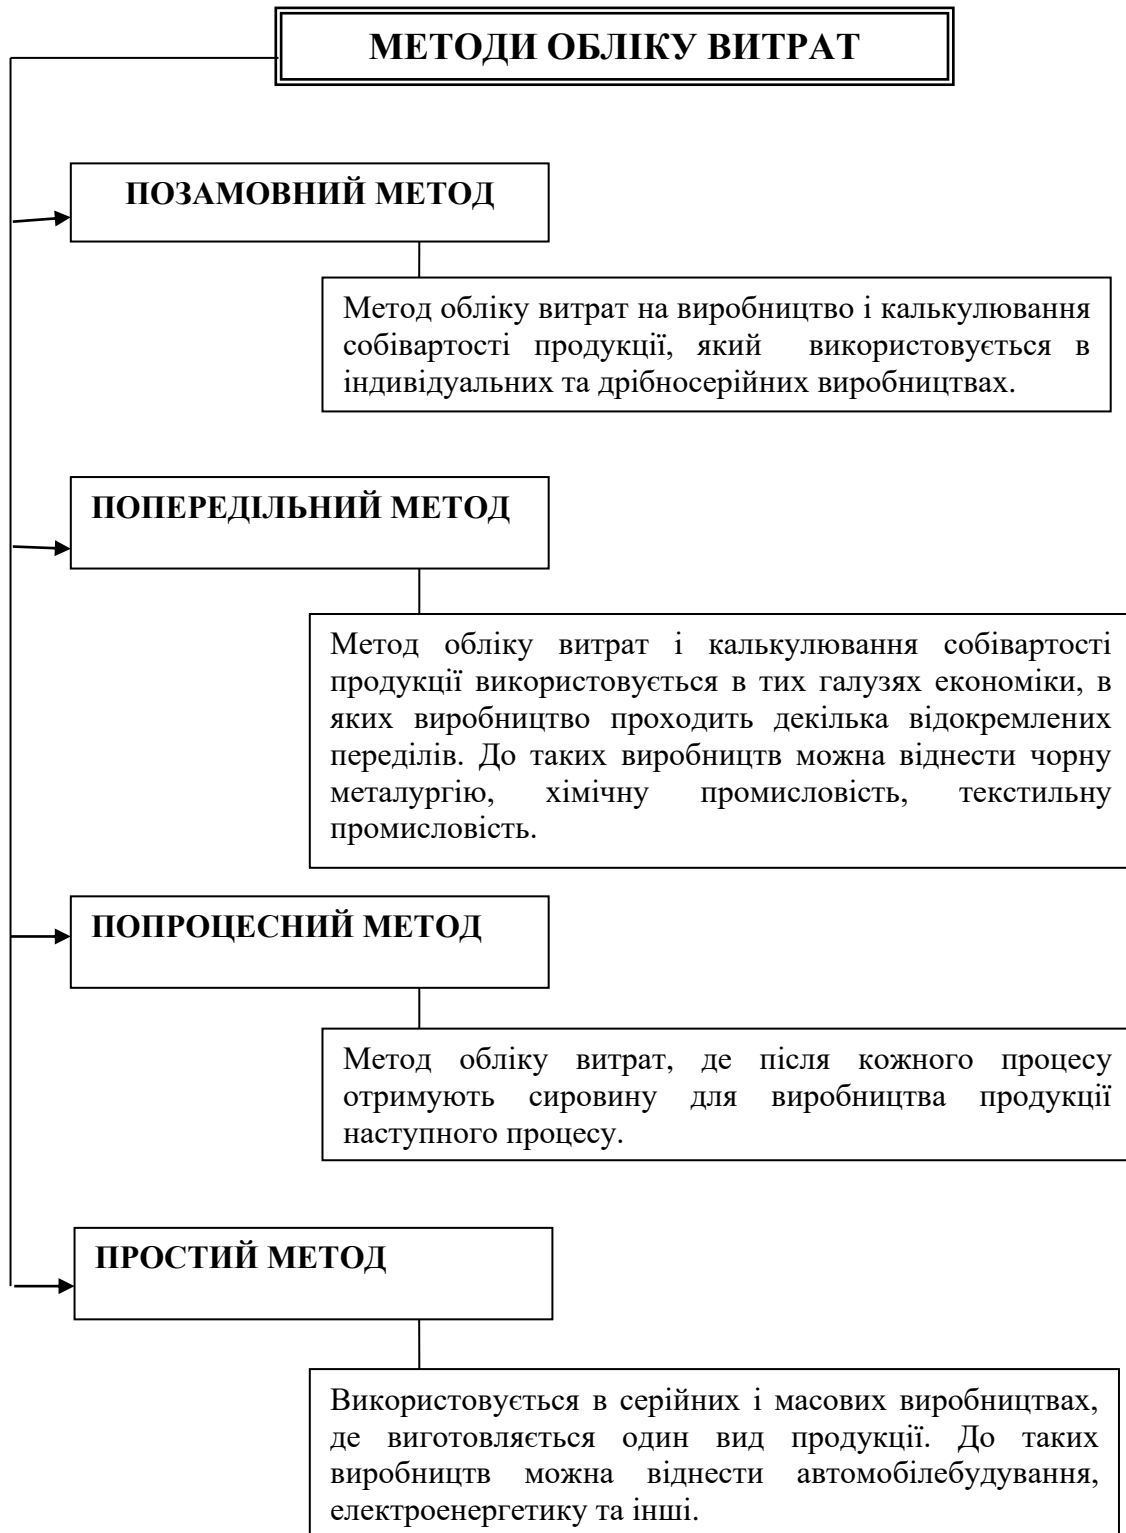 МЕТОДИ ОБЛІКУ ВИТРАТ
ПОЗАМОВНИЙ МЕТОД
Метод обліку витрат на виробництво і калькулювання
собівартості продукції, який використовується в
індивідуальних та дрібносерійних виробництвах.
ПОПЕРЕДІЛЬНИЙ МЕТОД
Метод обліку витрат і калькулювання собівартості
продукції використовується в тих галузях економіки, в
яких виробництво проходить декілька відокремлених
переділів. До таких виробництв можна віднести чорну
металургію, хімічну промисловість, текстильну
промисловість.
ПОПРОЦЕСНИЙ МЕТОД
Метод обліку витрат, де після кожного процесу
отримують сировину для виробництва продукції
наступного процесу.
ПРОСТИЙ МЕТОД
Використовується в серійних і масових виробництвах,
де виготовляється один вид продукції. До таких
виробництв можна віднести автомобілебудування,
електроенергетику та інші.